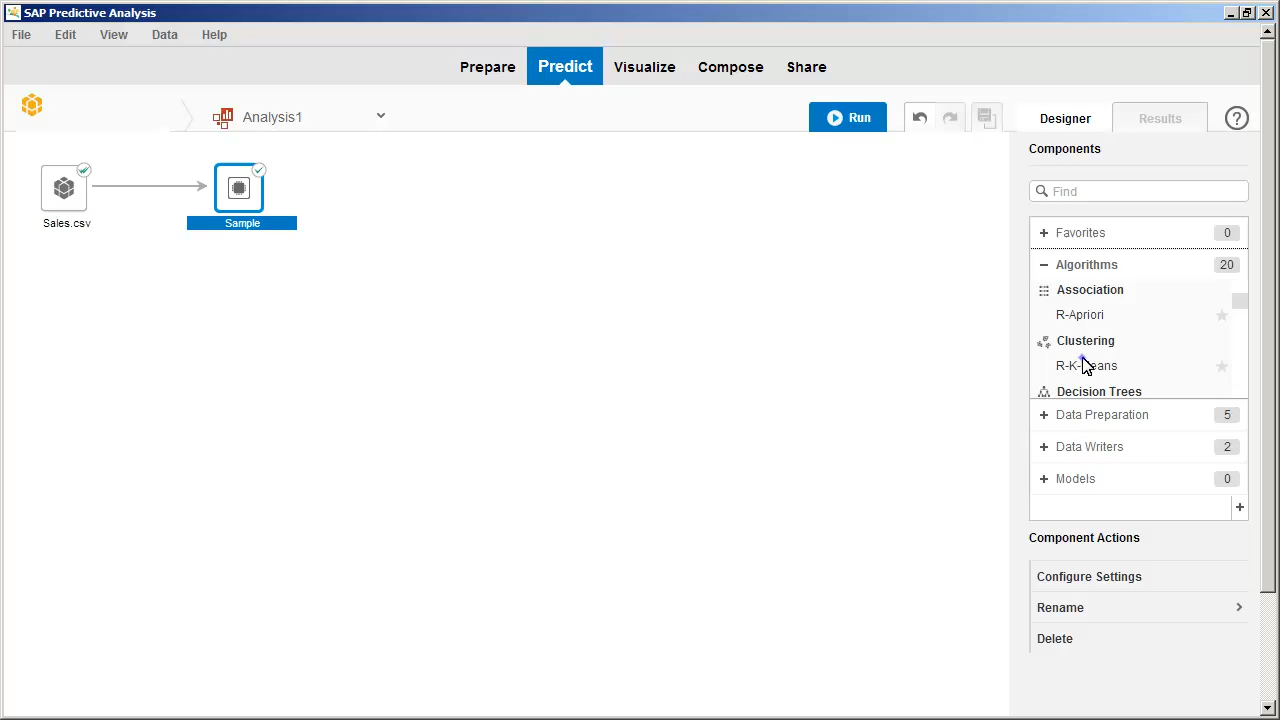 SAP Predictive Analysis
File Edit View Data Help
Prepare Predict Visualize Compose Share
Analysis1
Run
Designer Results ?
Components
Find
Favorites 0
Algorithms 20
Association
R-Apriori
Clustering
R-K-Means
Decision Trees
Data Preparation 5
Data Writers 2
Models 0
Component Actions
Configure Settings
Rename
Delete
Sales.csv
Sample